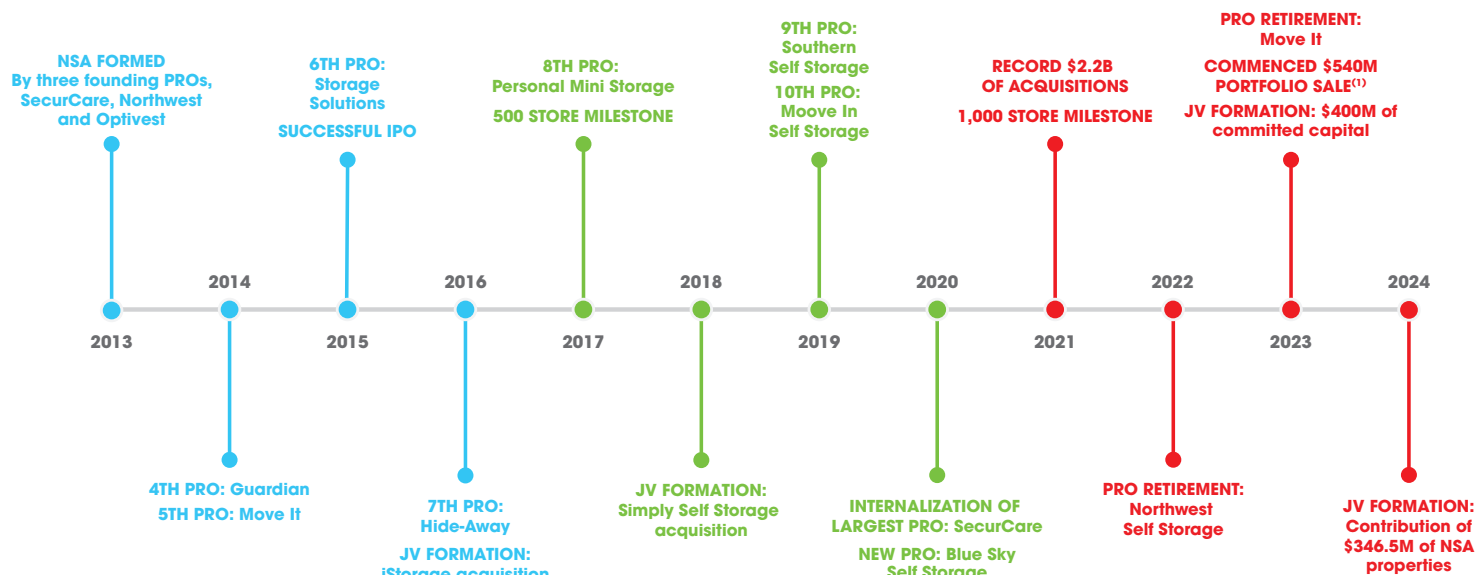 NSA FORMED
By three founding PROs,
SecurCare, Northwest
and Optivest
6TH PRO:
Storage
Solutions
SUCCESSFUL IPO
8TH PRO:
Personal Mini Storage
500 STORE MILESTONE
9TH PRO:
Southern
Self Storage
10TH PRO:
Moove In
Self Storage
RECORD $2.2B
OF ACQUISITIONS
1,000 STORE MILESTONE
PRO RETIREMENT:
Move It
COMMENCED $540M
PORTFOLIO SALE(1)
JV FORMATION: $400M of
committed capital
2014
2016
2018
2020
2022
2024
2013
2015
2017
2019
2021
2023
4TH PRO: Guardian
5TH PRO: Move It
7TH PRO:
Hide-Away
JV FORMATION:
iStorage acquisition
JV FORMATION:
Simply Self Storage
acquisition
INTERNALIZATION OF
LARGEST PRO: SecurCare
NEW PRO: Blue Sky
Self Storage
PRO RETIREMENT:
Northwest
Self Storage
JV FORMATION:
Contribution of
$346.5M of NSA
properties